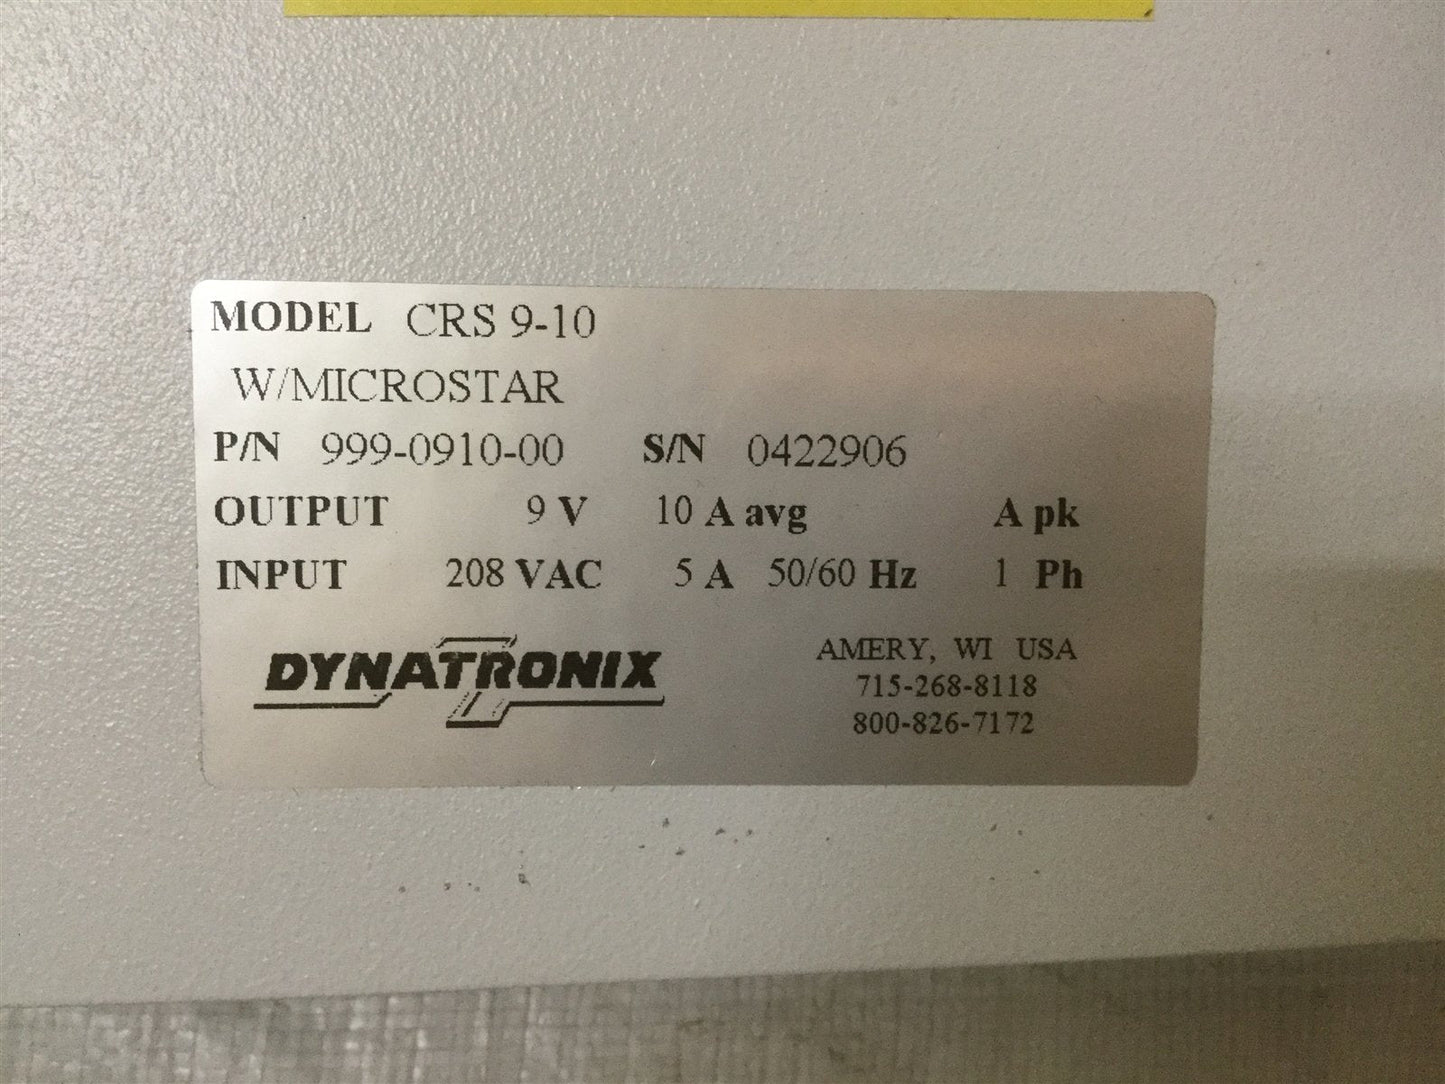 MODEL CRS 9-10
W/MICROSTAR
P/N 999-0910-00 S/N 0422906
OUTPUT 9 V 10 A avg A pk
INPUT 208 VAC 5 A 50/60 Hz 1 Ph
DYNATRONIX
AMERY, WI USA
715-268-8118
800-826-7172